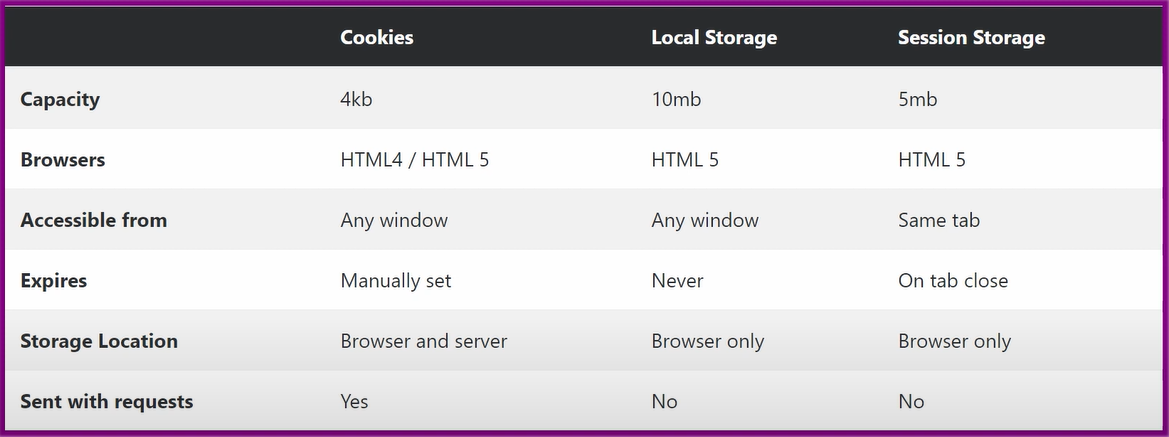 Cookies Local Storage Session Storage
Capacity 4kb 10mb 5mb
Browsers HTML4 / HTML 5 HTML 5 HTML 5
Accessible from Any window Any window Same tab
Expires Manually set Never On tab close
Storage Location Browser and server Browser only Browser only
Sent with requests Yes No No